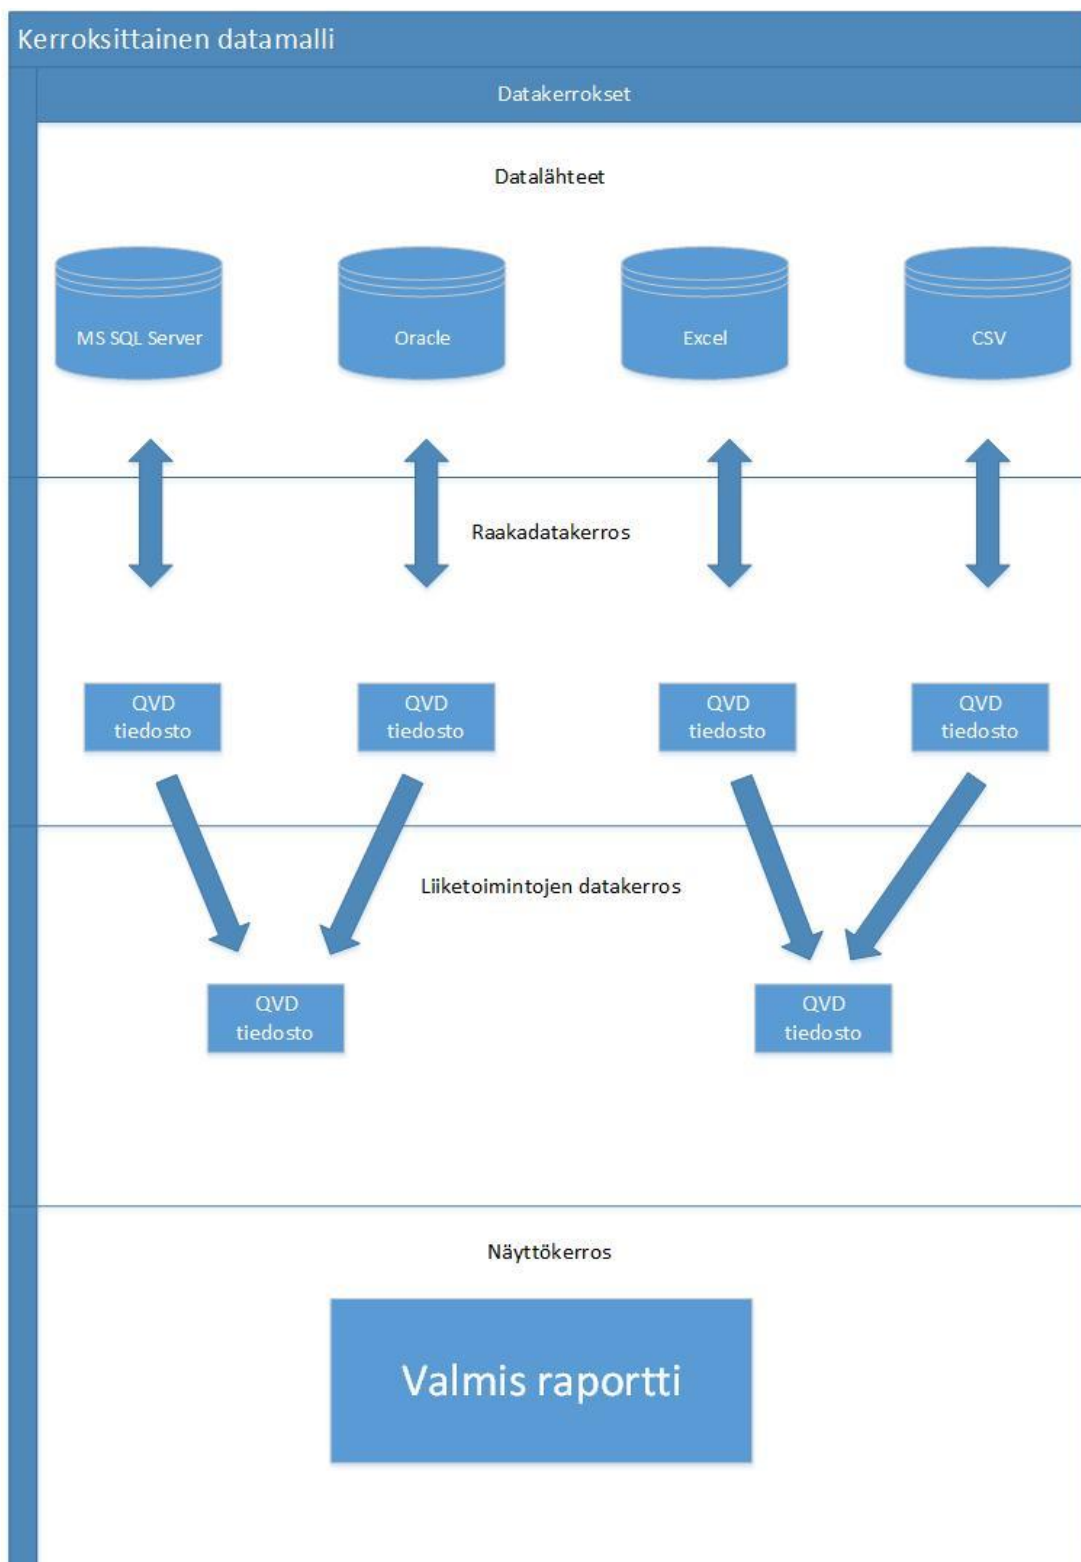 Kerroksittainen datamalli
Datakerrokset
Datalähteet
MS SQL Server
Oracle
Excel
CSV
Raakadatakerros
QVD
tiedosto
QVD
tiedosto
QVD
tiedosto
QVD
tiedosto
Liiketoimintojen datakerros
QVD
tiedosto
QVD
tiedosto
Näyttökerros
Valmis raportti